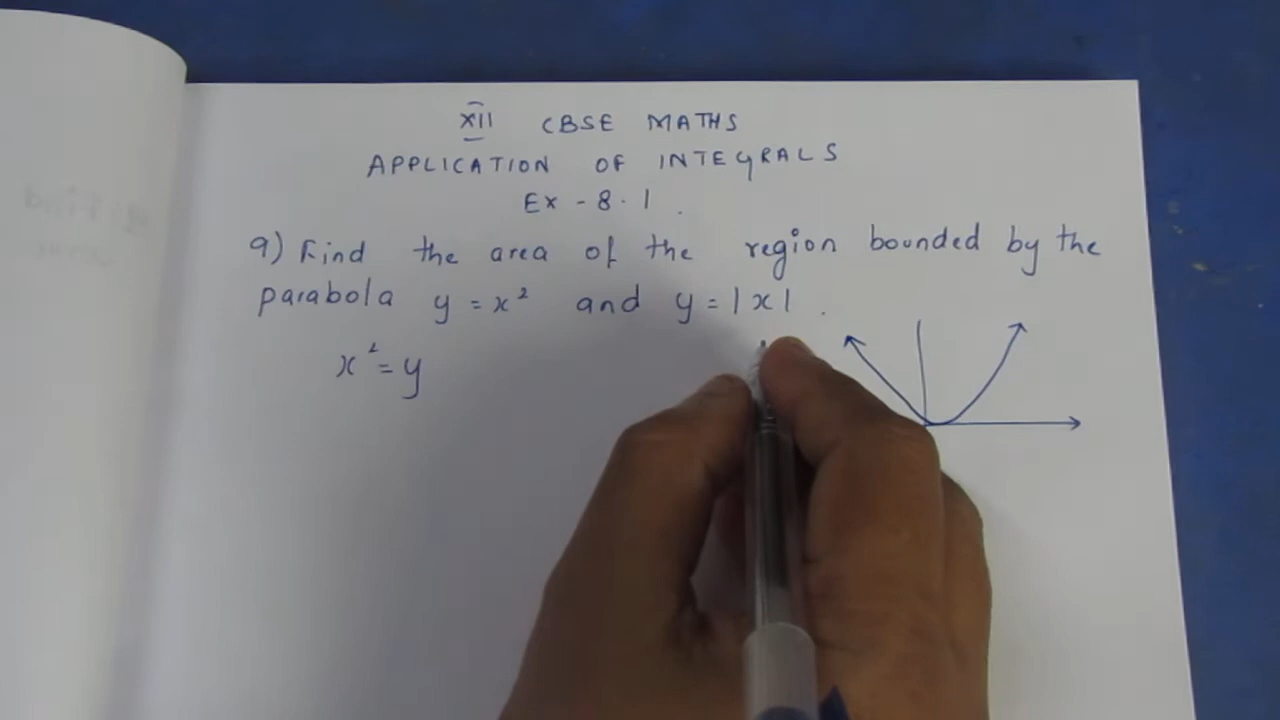 XII CBSE MATHS
APPLICATION OF INTEGRALS
Ex - 8.1.
9) Find the area of the region bounded by the
parabola y = x² and y = |x|.
x² = y